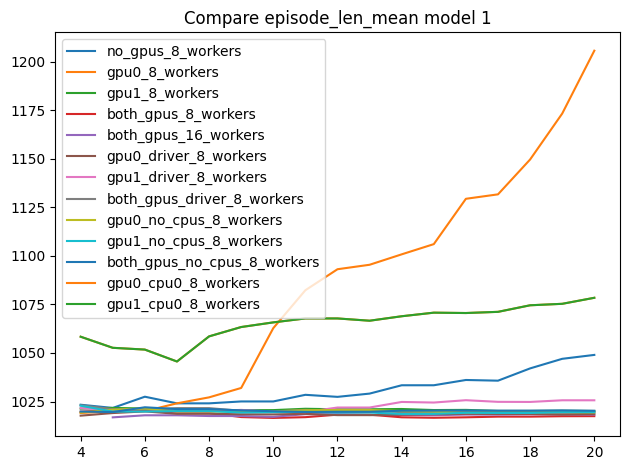 Compare episode_len_mean model 1
no_gpus_8_workers
gpu0_8_workers
gpu1_8_workers
both_gpus_8_workers
both_gpus_16_workers
gpu0_driver_8_workers
gpu1_driver_8_workers
both_gpus_driver_8_workers
gpu0_no_cpus_8_workers
gpu1_no_cpus_8_workers
both_gpus_no_cpus_8_workers
gpu0_cpu0_8_workers
gpu1_cpu0_8_workers
1200
1175
1150
1125
1100
1075
1050
1025
4 6 8 10 12 14 16 18 20